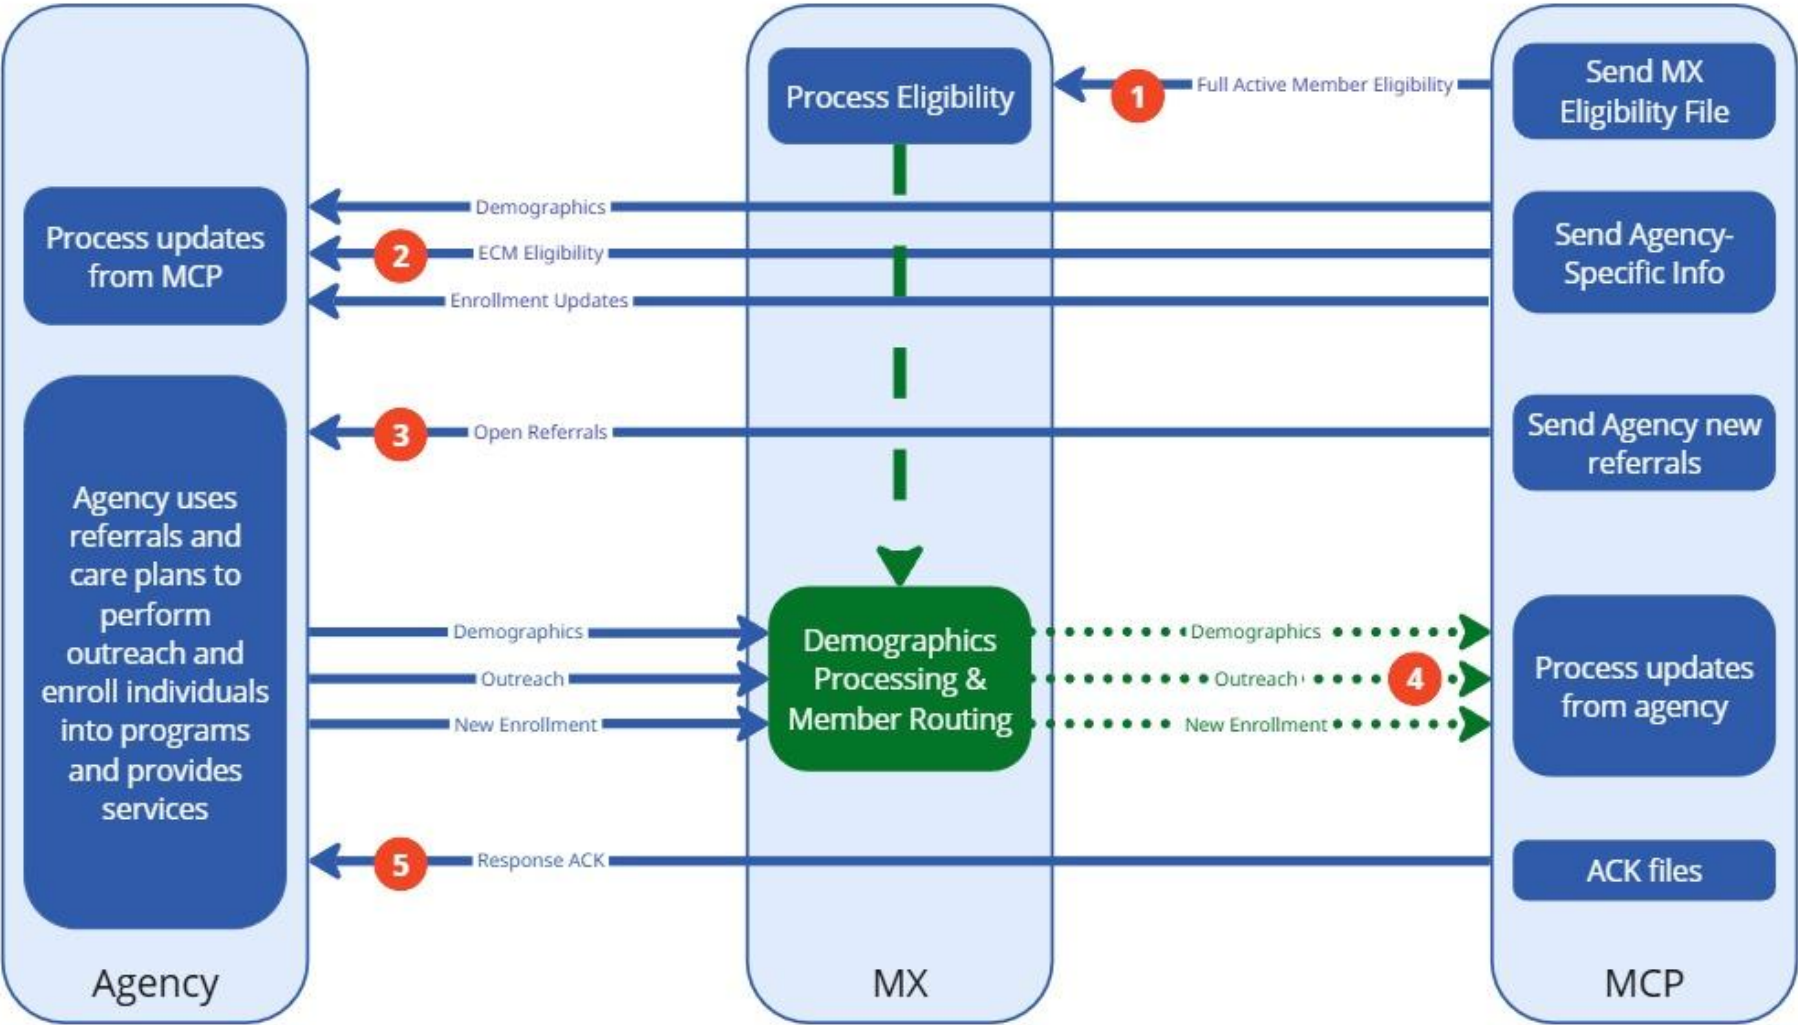 Process Eligibility
1
Full Active Member Eligibility
Send MX
Eligibility File
Process updates
from MCP
Demographics
2
ECM Eligibility
Enrollment Updates
Send Agency-
Specific Info
3
Open Referrals
Send Agency new
referrals
Agency uses
referrals and
care plans to
perform
outreach and
enroll individuals
into programs
and provides
services
Demographics
Outreach
New Enrollment
Demographics
Processing &
Member Routing
Demographics
Outreach
4
New Enrollment
Process updates
from agency
5
Response ACK
ACK files
Agency
MX
MCP